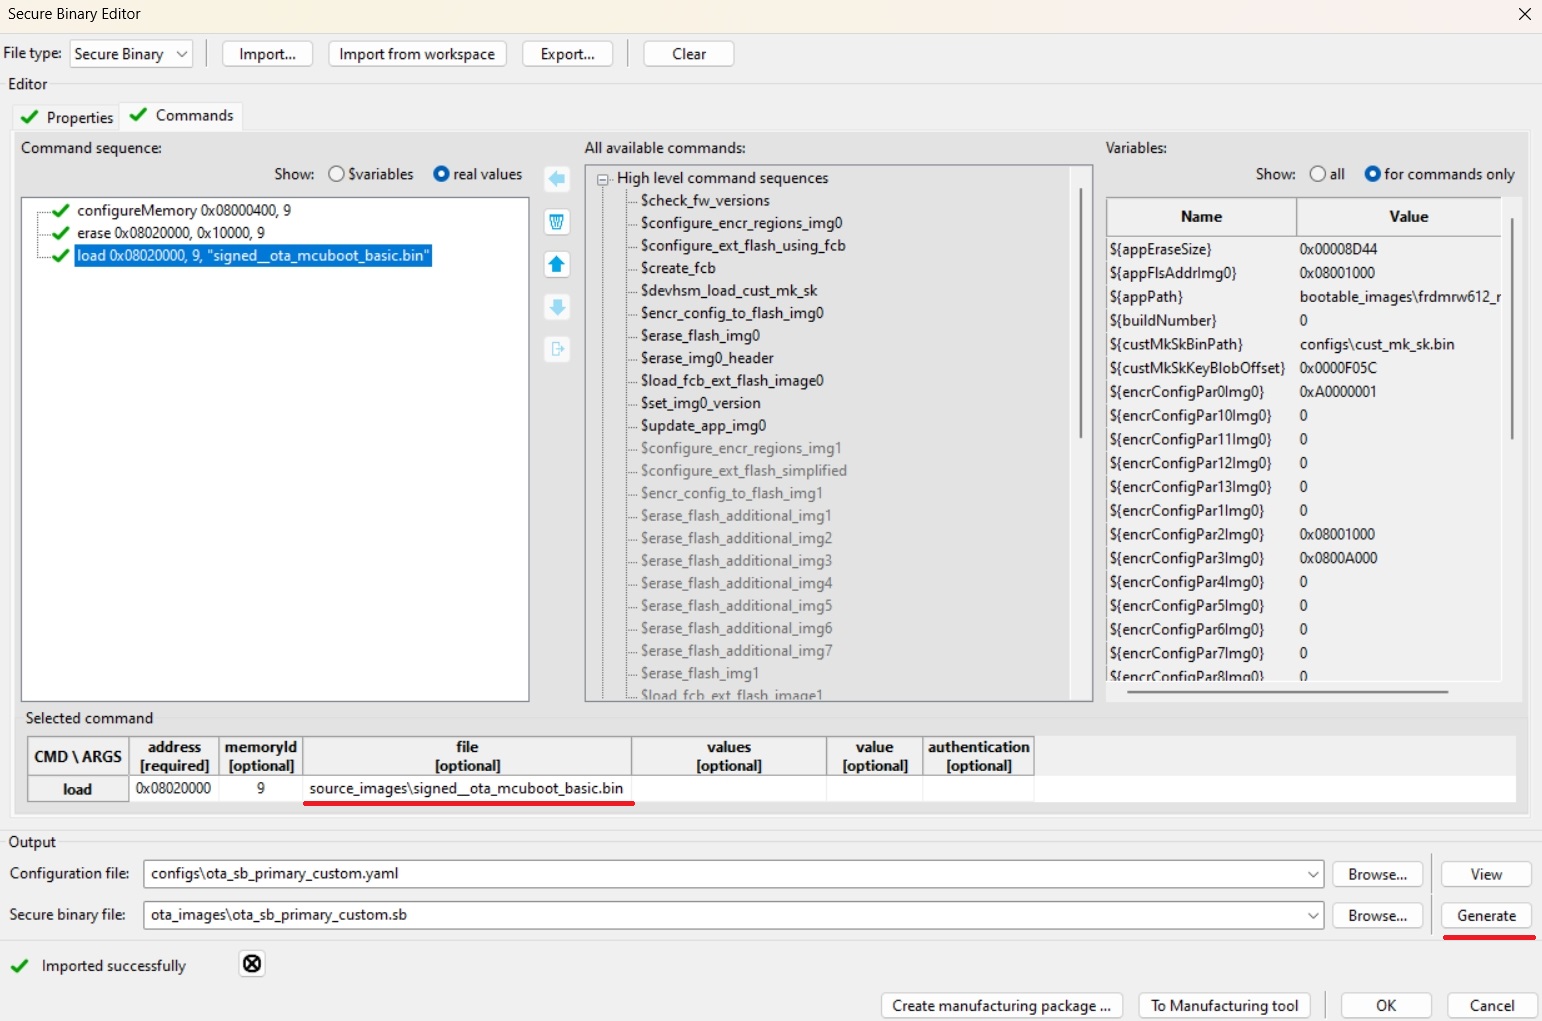 Secure Binary Editor
File type: Secure Binary Import... Import from workspace Export... Clear
Editor
Properties Commands
Command sequence:
Show: $variables real values
configureMemory 0x08000400, 9
erase 0x08020000, 0x10000, 9
load 0x08020000, 9, "signed__ota_mcuboot_basic.bin"
All available commands:
High level command sequences
$check_fw_versions
$configure_encr_regions_img0
$configure_ext_flash_using_fcb
$create_fcb
$devhsm_load_cust_mk_sk
$encr_config_to_flash_img0
$erase_flash_img0
$erase_img0_header
$load_fcb_ext_flash_image0
$set_img0_version
$update_app_img0
$configure_encr_regions_img1
$configure_ext_flash_simplified
$encr_config_to_flash_img1
$erase_flash_additional_img1
$erase_flash_additional_img2
$erase_flash_additional_img3
$erase_flash_additional_img4
$erase_flash_additional_img5
$erase_flash_additional_img6
$erase_flash_additional_img7
$erase_flash_img1
$load_fcb_ext_flash_image1
Variables:
Show: all for commands only
Name Value
${appEraseSize} 0x00008D44
${appFlsAddrImg0} 0x08001000
${appPath} bootable_images\frdmrw612_r
${buildNumber} 0
${custMkSkBinPath} configs\cust_mk_sk.bin
${custMkSkKeyBlobOffset} 0x0000F05C
${encrConfigPar0Img0} 0xA0000001
${encrConfigPar10Img0} 0
${encrConfigPar11Img0} 0
${encrConfigPar12Img0} 0
${encrConfigPar13Img0} 0
${encrConfigPar1Img0} 0
${encrConfigPar2Img0} 0x08001000
${encrConfigPar3Img0} 0x0800A000
${encrConfigPar4Img0} 0
${encrConfigPar5Img0} 0
${encrConfigPar6Img0} 0
${encrConfigPar7Img0} 0
${encrConfigPar8Img0} 0
Selected command
CMD \ ARGS address [required] memoryId [optional] file [optional] values [optional] value [optional] authentication [optional]
load 0x08020000 9 source_images\signed__ota_mcuboot_basic.bin
Output
Configuration file: configs\ota_sb_primary_custom.yaml Browse... View
Secure binary file: ota_images\ota_sb_primary_custom.sb Browse... Generate
Imported successfully
Create manufacturing package ... To Manufacturing tool OK Cancel